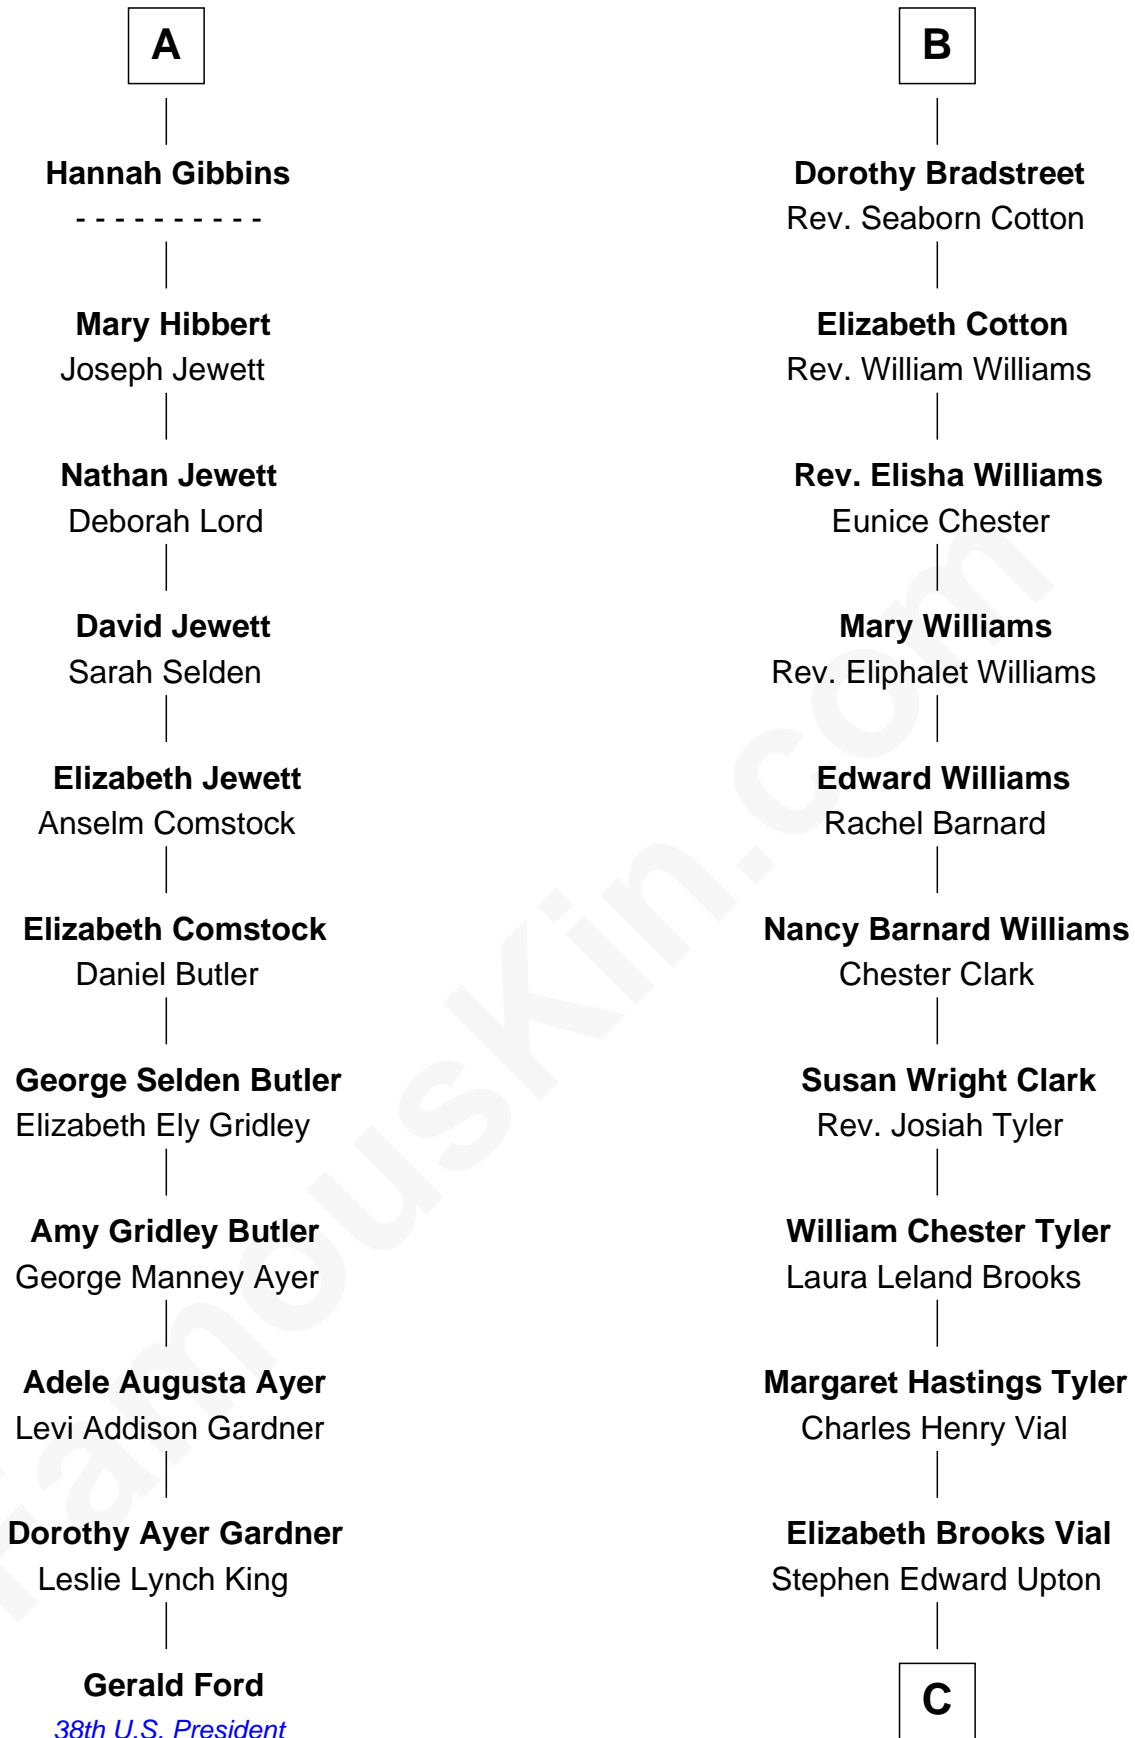 A
Hannah Gibbins
- - - - - - - - - -
Mary Hibbert
Joseph Jewett
Nathan Jewett
Deborah Lord
David Jewett
Sarah Selden
Elizabeth Jewett
Anselm Comstock
Elizabeth Comstock
Daniel Butler
George Selden Butler
Elizabeth Ely Gridley
Amy Gridley Butler
George Manney Ayer
Adele Augusta Ayer
Levi Addison Gardner
Dorothy Ayer Gardner
Leslie Lynch King
Gerald Ford
38th U.S. President
B
Dorothy Bradstreet
Rev. Seaborn Cotton
Elizabeth Cotton
Rev. William Williams
Rev. Elisha Williams
Eunice Chester
Mary Williams
Rev. Eliphalet Williams
Edward Williams
Rachel Barnard
Nancy Barnard Williams
Chester Clark
Susan Wright Clark
Rev. Josiah Tyler
William Chester Tyler
Laura Leland Brooks
Margaret Hastings Tyler
Charles Henry Vial
Elizabeth Brooks Vial
Stephen Edward Upton
C
FamousKin.com